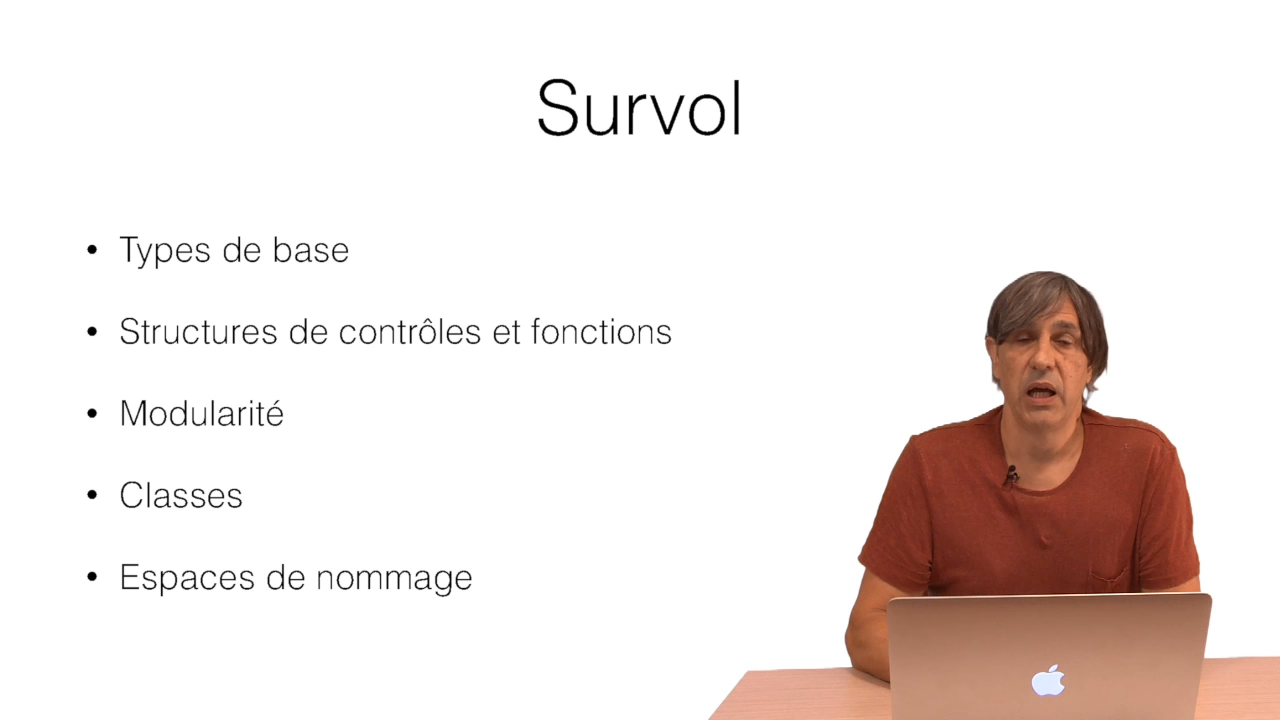 Survol
• Types de base
• Structures de contrôles et fonctions
• Modularité
• Classes
• Espaces de nommage